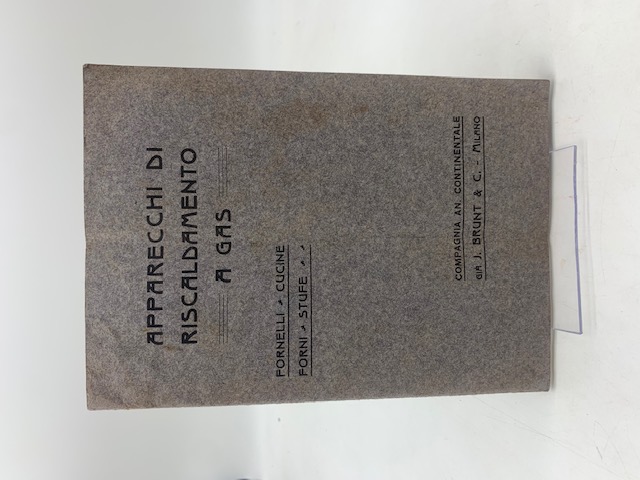 APPARECCHI DI
RISCALDAMENTO
A GAS
FORNELLI CUCINE
FORNI STUFE
COMPAGNIA AN. CONTINENTALE
GIÀ J. BRUNT & C. - MILANO